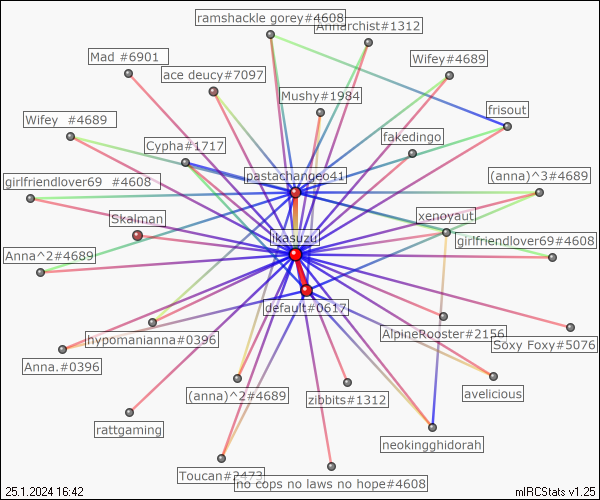 ramshackle gorey#4608
Annarchist#1312
Mad #6901
Wifey#4689
ace deucy#7097
Mushy#1984
frisout
Wifey  #4689
fakedingo
Cypha#1717
pastachangeo41
(anna)^3#4689
girlfriendlover69  #4608
xenoyaut
Skalman
ikasuzu
girlfriendlover69#4608
Anna^2#4689
default#0617
AlpineRooster#2156
hypomanianna#0396
Soxy Foxy#5076
Anna.#0396
avelicious
(anna)^2#4689
zibbits#1312
rattgaming
neokingghidorah
Toucan#2473
no cops no laws no hope#4608
25.1.2024 16:42
mIRCStats v1.25